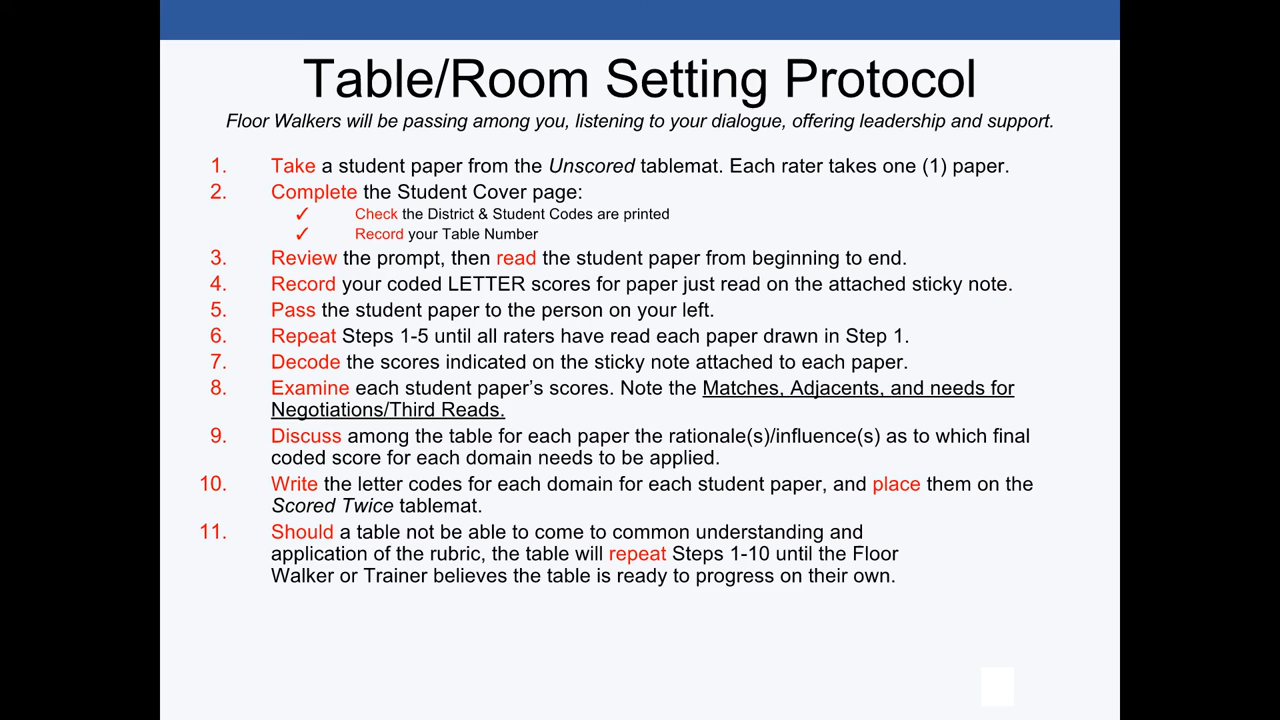 Table/Room Setting Protocol
Floor Walkers will be passing among you, listening to your dialogue, offering leadership and support.
1. Take a student paper from the Unscored tablemat. Each rater takes one (1) paper.
2. Complete the Student Cover page:
✓ Check the District & Student Codes are printed
✓ Record your Table Number
3. Review the prompt, then read the student paper from beginning to end.
4. Record your coded LETTER scores for paper just read on the attached sticky note.
5. Pass the student paper to the person on your left.
6. Repeat Steps 1-5 until all raters have read each paper drawn in Step 1.
7. Decode the scores indicated on the sticky note attached to each paper.
8. Examine each student paper’s scores. Note the Matches, Adjacents, and needs for
Negotiations/Third Reads.
9. Discuss among the table for each paper the rationale(s)/influence(s) as to which final
coded score for each domain needs to be applied.
10. Write the letter codes for each domain for each student paper, and place them on the
Scored Twice tablemat.
11. Should a table not be able to come to common understanding and
application of the rubric, the table will repeat Steps 1-10 until the Floor
Walker or Trainer believes the table is ready to progress on their own.